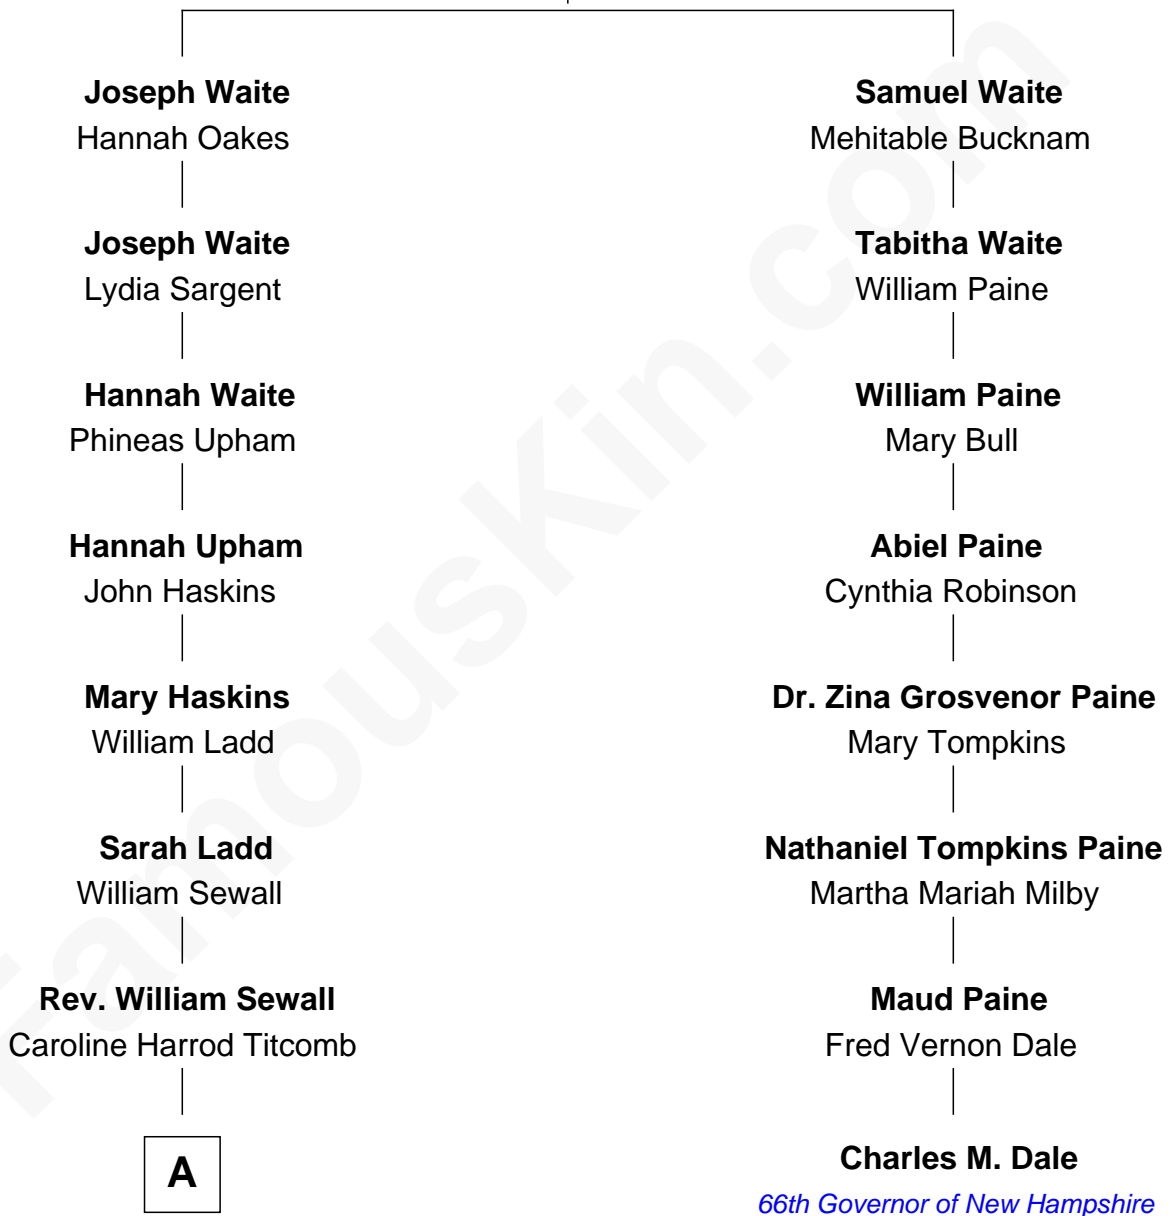 Joseph Waite
Hannah Oakes
Joseph Waite
Lydia Sargent
Hannah Waite
Phineas Upham
Hannah Upham
John Haskins
Mary Haskins
William Ladd
Sarah Ladd
William Sewall
Rev. William Sewall
Caroline Harrod Titcomb
A
Samuel Waite
Mehitable Bucknam
Tabitha Waite
William Paine
William Paine
Mary Bull
Abiel Paine
Cynthia Robinson
Dr. Zina Grosvenor Paine
Mary Tompkins
Nathaniel Tompkins Paine
Martha Mariah Milby
Maud Paine
Fred Vernon Dale
Charles M. Dale
66th Governor of New Hampshire
FamousKin.com